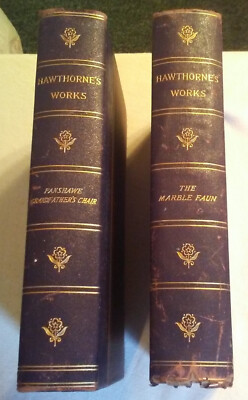 HAWTHORNE'S
WORKS
FANSHAWE
GRANDFATHER'S CHAIR
HAWTHORNE'S
WORKS
THE
MARBLE FAUN